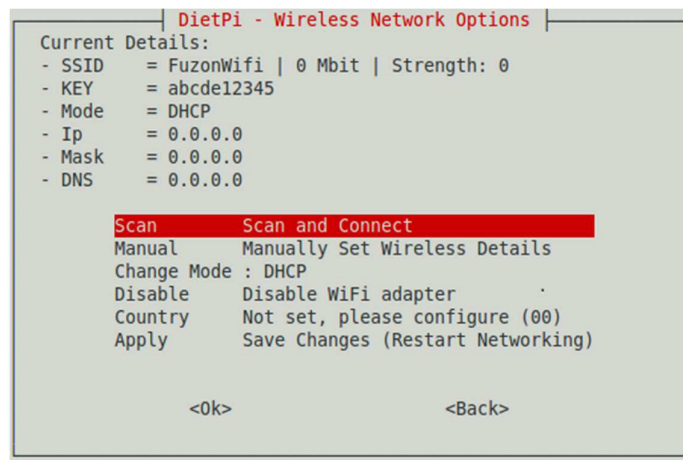 DietPi - Wireless Network Options
Current Details:
- SSID = FuzonWifi | 0 Mbit | Strength: 0
- KEY = abcde12345
- Mode = DHCP
- Ip = 0.0.0.0
- Mask = 0.0.0.0
- DNS = 0.0.0.0
Scan Scan and Connect
Manual Manually Set Wireless Details
Change Mode : DHCP
Disable Disable WiFi adapter
Country Not set, please configure (00)
Apply Save Changes (Restart Networking)
<Ok> <Back>